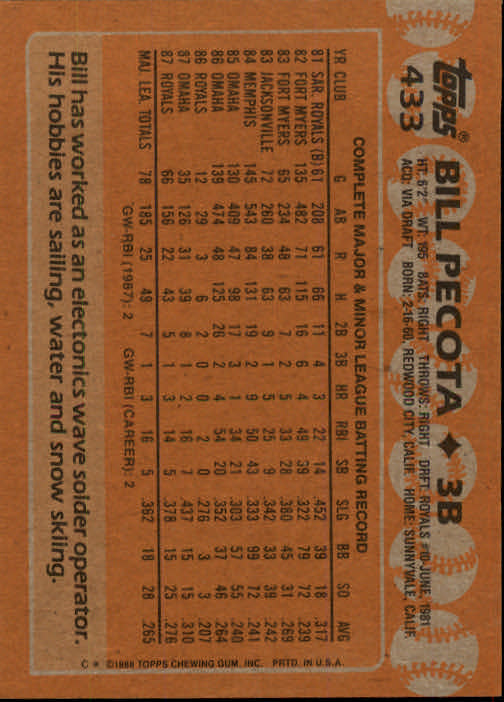 topps®
433
BILL PECOTA ♦ 3B
HT. 6'2" WT. 195 BATS: RIGHT THROWS: RIGHT DRFT. ROYALS #10-JUNE, 1981
ACQ: VIA DRAFT BORN: 2-16-60, REDWOOD CITY, CALIF. HOME: SUNNYVALE, CALIF.
COMPLETE MAJOR & MINOR LEAGUE BATTING RECORD
YR CLUB G AB R H 2B 3B HR RBI SB SLG BB SO AVG
81 SAR. ROYALS (B) 61 208 61 66 11 4 3 22 14 .452 39 18 .317
82 FORT MYERS 135 482 71 115 16 6 4 49 39 .322 79 72 .239
83 FORT MYERS 65 234 48 63 7 2 5 33 28 .380 45 31 .269
83 JACKSONVILLE 72 260 38 63 9 1 5 25 9 .342 33 39 .242
84 MEMPHIS 145 543 84 131 19 2 9 50 43 .333 99 72 .241
85 OMAHA 130 409 47 98 17 3 1 34 21 .303 57 55 .240
86 OMAHA 139 474 48 125 26 2 4 54 20 .352 37 46 .264
86 ROYALS 12 29 3 6 2 0 0 2 0 .276 3 3 .207
87 OMAHA 35 126 31 39 8 1 2 16 7 .437 15 15 .310
87 ROYALS 66 156 22 43 5 1 3 14 5 .378 15 25 .276
MAJ. LEA. TOTALS 78 185 25 49 7 1 3 16 5 .362 18 28 .265
GW-RBI (1987): 2 GW-RBI (CAREER): 2
Bill has worked as an electonics wave solder operator.
His hobbies are sailing, water and snow skiing.
C * ©1988 TOPPS CHEWING GUM, INC. PRTD. IN U.S.A.